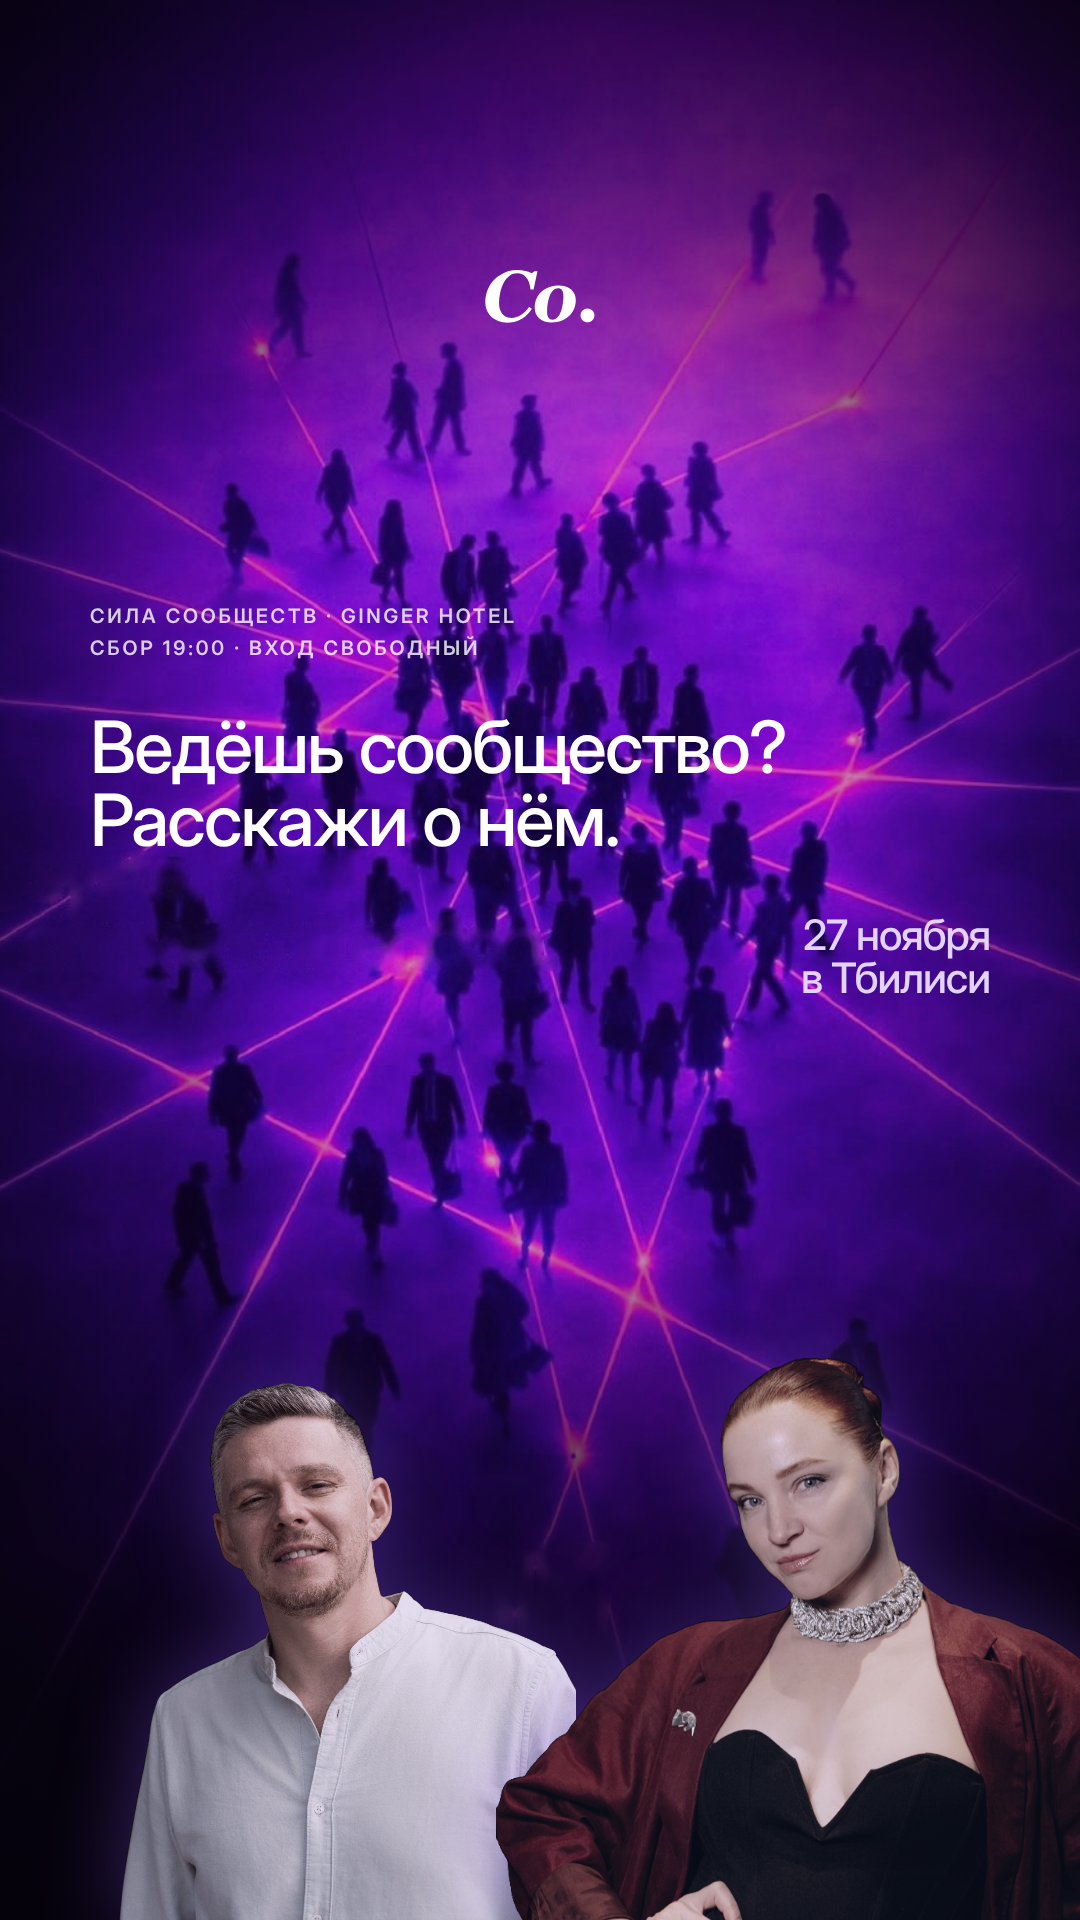 Co.
СИЛА СООБЩЕСТВ · GINGER HOTEL
СБОР 19:00 · ВХОД СВОБОДНЫЙ
Ведёшь сообщество?
Расскажи о нём.
27 ноября
в Тбилиси